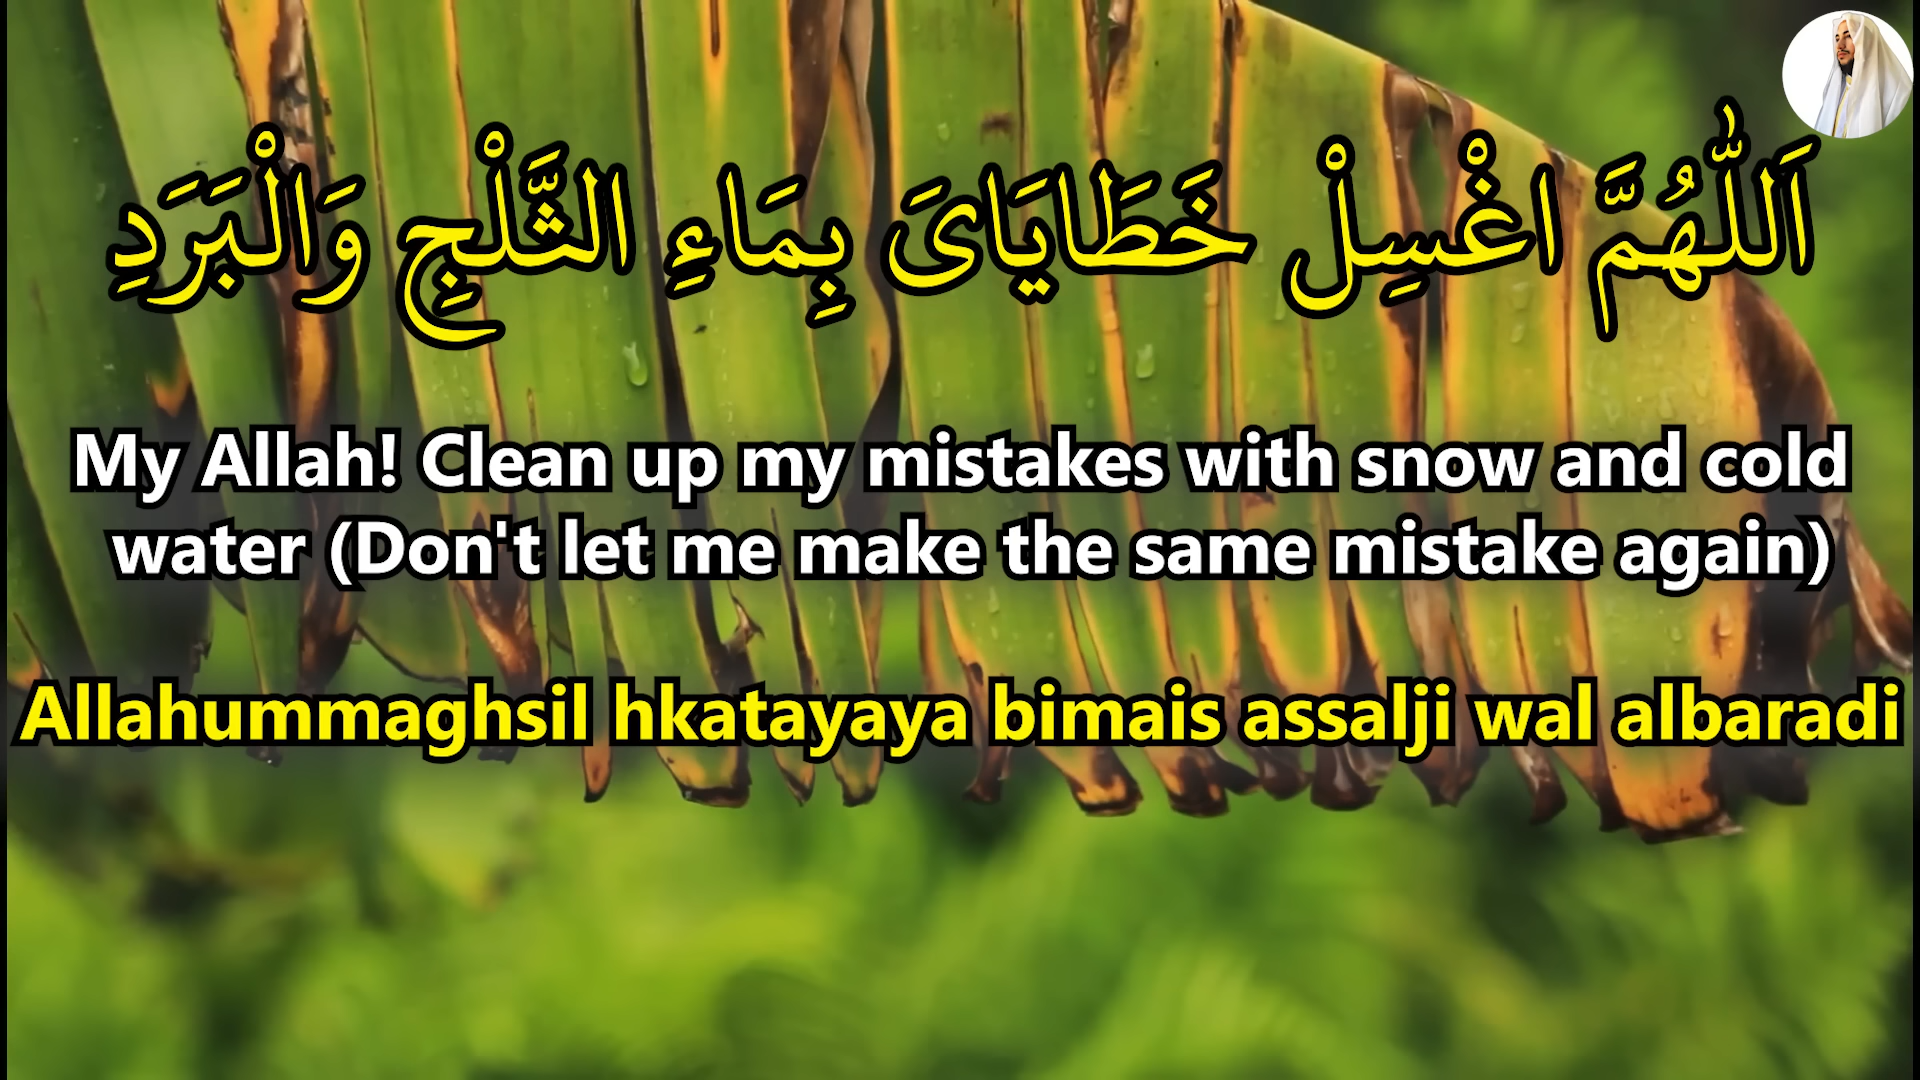 اَللّٰهُمَّ اغْسِلْ خَطَايَاىَ بِمَاءِ الثَّلْجِ وَالْبَرَدِ
My Allah! Clean up my mistakes with snow and cold
water (Don't let me make the same mistake again)
Allahummaghsil hkatayaya bimais assalji wal albaradi